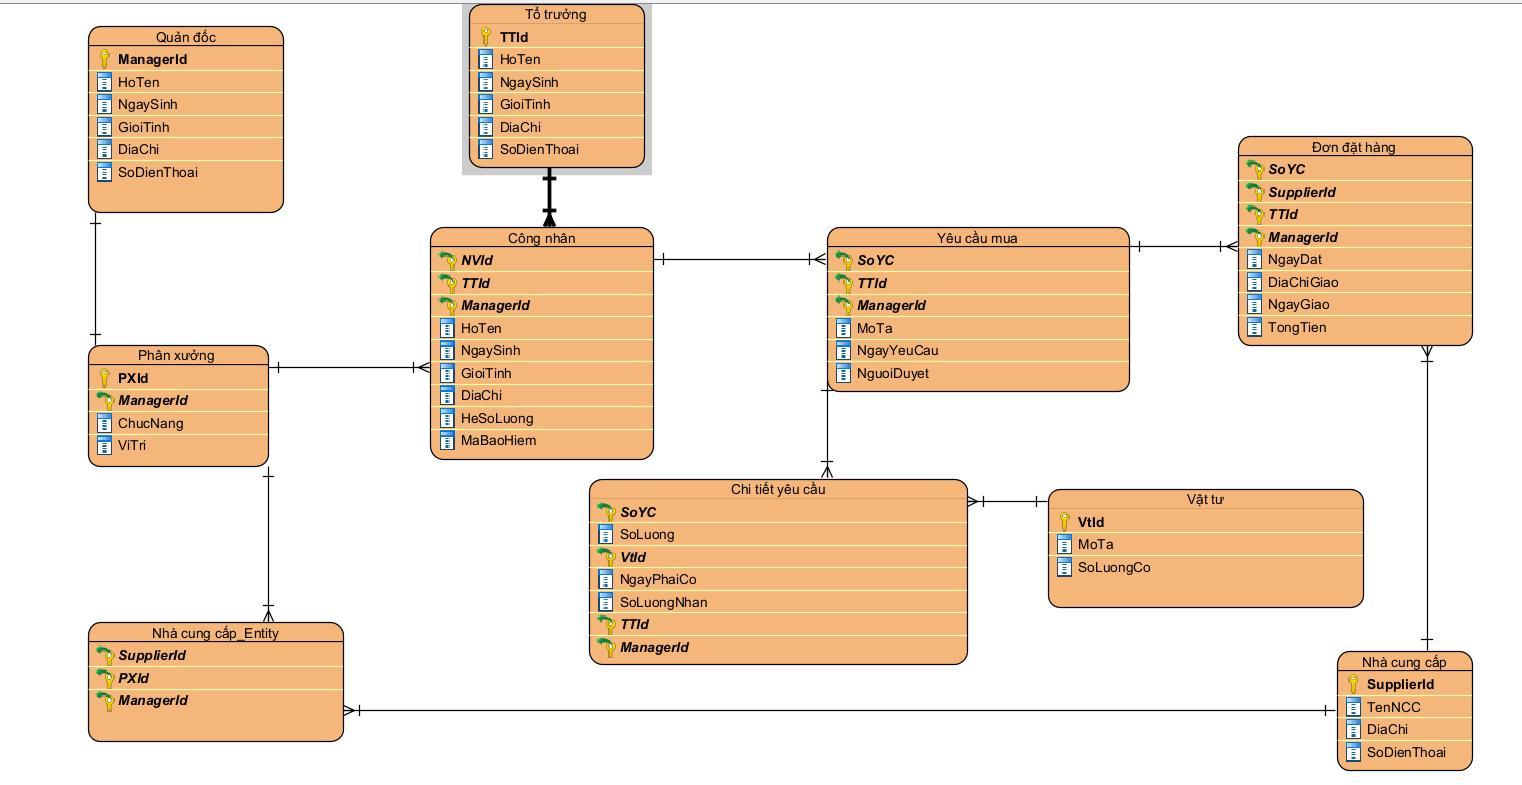 Quản đốc
ManagerId
HoTen
NgaySinh
GioiTinh
DiaChi
SoDienThoai
Tổ trưởng
TTId
HoTen
NgaySinh
GioiTinh
DiaChi
SoDienThoai
Đơn đặt hàng
SoYC
SupplierId
TTId
ManagerId
NgayDat
DiaChiGiao
NgayGiao
TongTien
Công nhân
NVId
TTId
ManagerId
HoTen
NgaySinh
GioiTinh
DiaChi
HeSoLuong
MaBaoHiem
Yêu cầu mua
SoYC
TTId
ManagerId
MoTa
NgayYeuCau
NguoiDuyet
Phân xưởng
PXId
ManagerId
ChucNang
ViTri
Chi tiết yêu cầu
SoYC
SoLuong
VtId
NgayPhaiCo
SoLuongNhan
TTId
ManagerId
Vật tư
VtId
MoTa
SoLuongCo
Nhà cung cấp_Entity
SupplierId
PXId
ManagerId
Nhà cung cấp
SupplierId
TenNCC
DiaChi
SoDienThoai